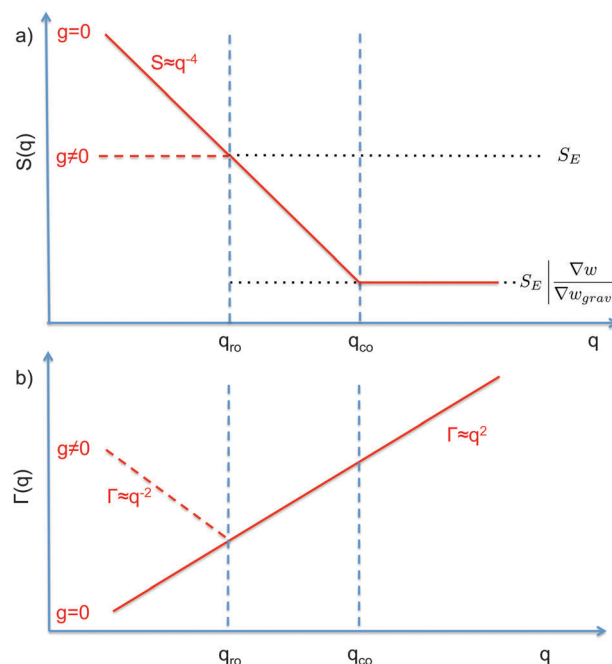 a)
g=0
S≈q⁻⁴
g≠0
S(q)
S_E
S_E | ∇w / ∇w_grav
q_ro
q_co
q
b)
g≠0
Γ≈q⁻²
Γ≈q²
Γ(q)
g=0
q_ro
q_co
q